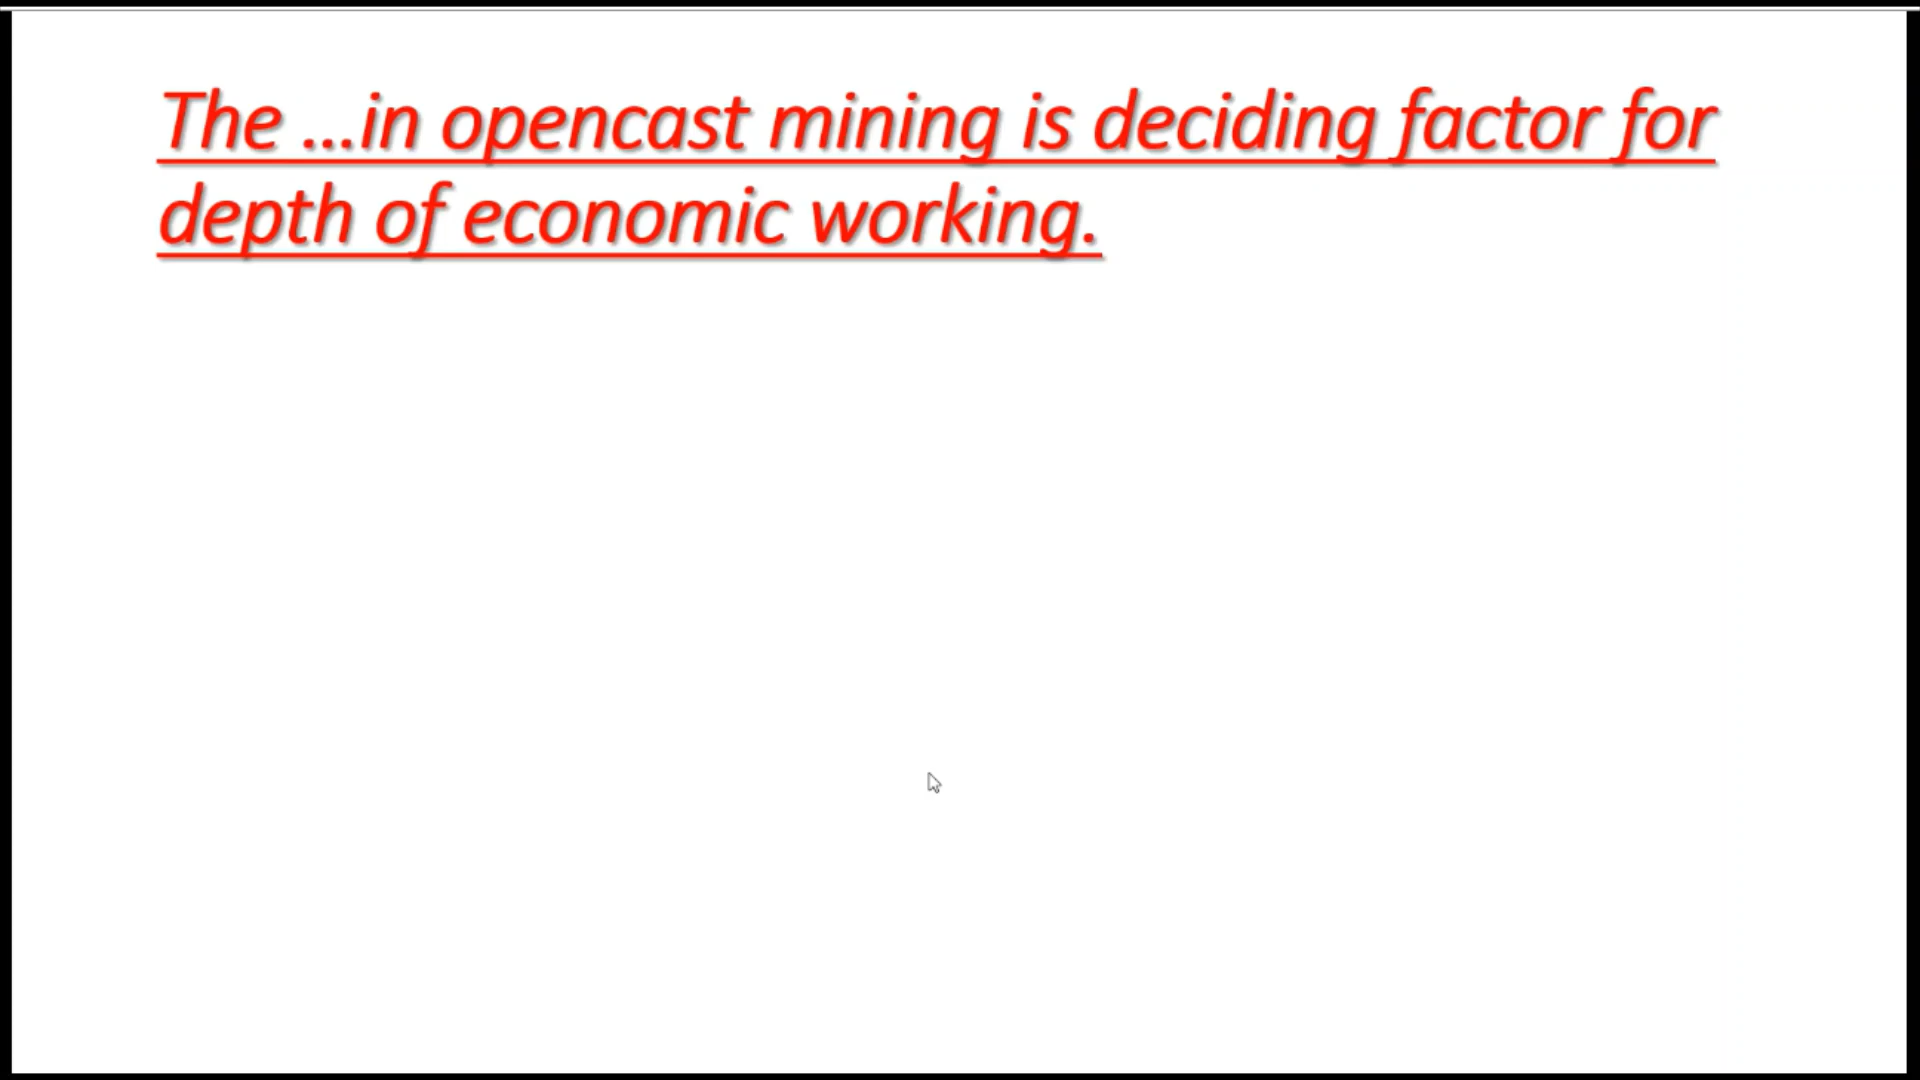 The ...in opencast mining is deciding factor for
depth of economic working.